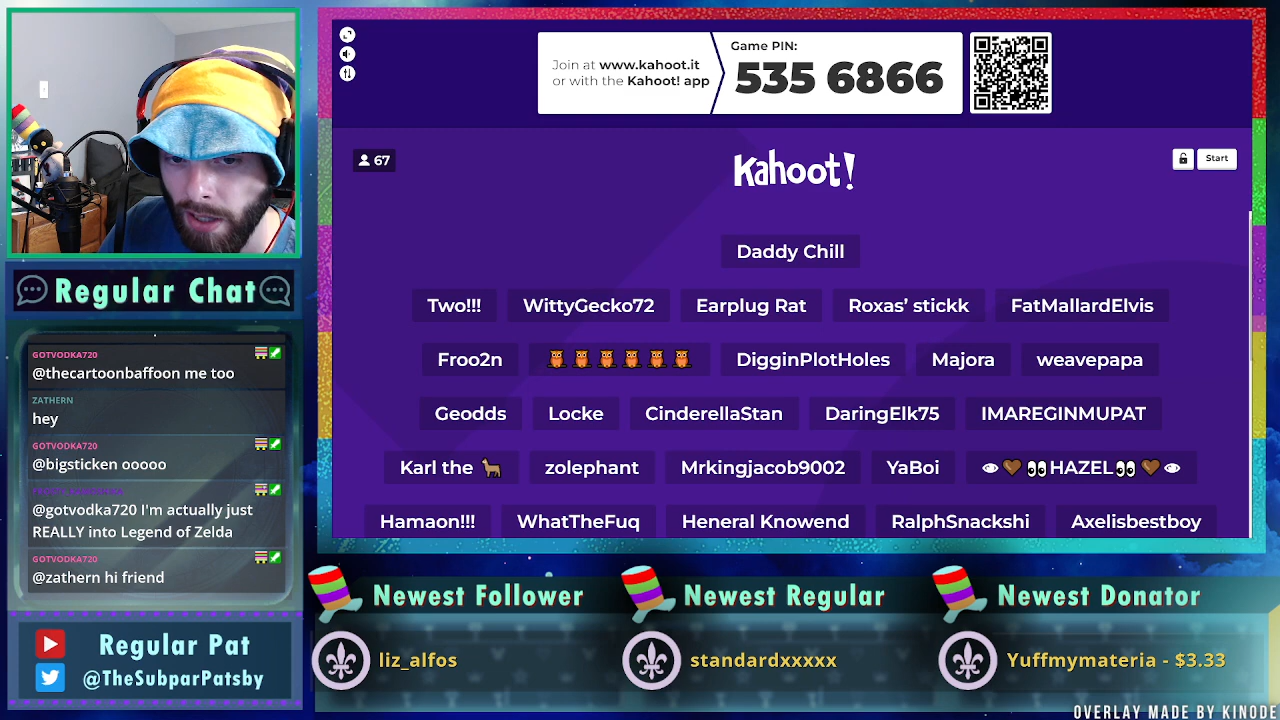 Join at www.kahoot.it
or with the Kahoot! app
Game PIN:
535 6866
67
Kahoot!
Start
Daddy Chill
Two!!! WittyGecko72 Earplug Rat Roxas’ stickk FatMallardElvis
Froo2n 🦉🦉🦉🦉🦉🦉 DigginPlotHoles Majora weavepapa
Geodds Locke CinderellaStan DaringElk75 IMAREGINMUPAT
Karl the 🐕 zolephant Mrkingjacob9002 YaBoi 👁🤎👀HAZEL👀🤎👁
Hamaon!!! WhatTheFuq Heneral Knowend RalphSnackshi Axelisbestboy
Regular Chat
GOTVODKA720
@thecartoonbaffoon me too
ZATHERN
hey
GOTVODKA720
@bigsticken ooooo
@gotvodka720 I'm actually just
REALLY into Legend of Zelda
GOTVODKA720
@zathern hi friend
Regular Pat
@TheSubparPatsby
Newest Follower
liz_alfos
Newest Regular
standardxxxxx
Newest Donator
Yuffmymateria - $3.33
OVERLAY MADE BY KINODE